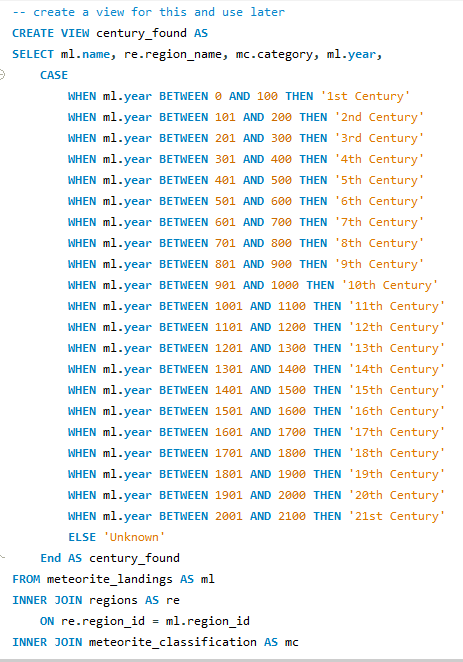 -- create a view for this and use later
CREATE VIEW century_found AS
SELECT ml.name, re.region_name, mc.category, ml.year,
CASE
WHEN ml.year BETWEEN 0 AND 100 THEN '1st Century'
WHEN ml.year BETWEEN 101 AND 200 THEN '2nd Century'
WHEN ml.year BETWEEN 201 AND 300 THEN '3rd Century'
WHEN ml.year BETWEEN 301 AND 400 THEN '4th Century'
WHEN ml.year BETWEEN 401 AND 500 THEN '5th Century'
WHEN ml.year BETWEEN 501 AND 600 THEN '6th Century'
WHEN ml.year BETWEEN 601 AND 700 THEN '7th Century'
WHEN ml.year BETWEEN 701 AND 800 THEN '8th Century'
WHEN ml.year BETWEEN 801 AND 900 THEN '9th Century'
WHEN ml.year BETWEEN 901 AND 1000 THEN '10th Century'
WHEN ml.year BETWEEN 1001 AND 1100 THEN '11th Century'
WHEN ml.year BETWEEN 1101 AND 1200 THEN '12th Century'
WHEN ml.year BETWEEN 1201 AND 1300 THEN '13th Century'
WHEN ml.year BETWEEN 1301 AND 1400 THEN '14th Century'
WHEN ml.year BETWEEN 1401 AND 1500 THEN '15th Century'
WHEN ml.year BETWEEN 1501 AND 1600 THEN '16th Century'
WHEN ml.year BETWEEN 1601 AND 1700 THEN '17th Century'
WHEN ml.year BETWEEN 1701 AND 1800 THEN '18th Century'
WHEN ml.year BETWEEN 1801 AND 1900 THEN '19th Century'
WHEN ml.year BETWEEN 1901 AND 2000 THEN '20th Century'
WHEN ml.year BETWEEN 2001 AND 2100 THEN '21st Century'
ELSE 'Unknown'
End AS century_found
FROM meteorite_landings AS ml
INNER JOIN regions AS re
ON re.region_id = ml.region_id
INNER JOIN meteorite_classification AS mc